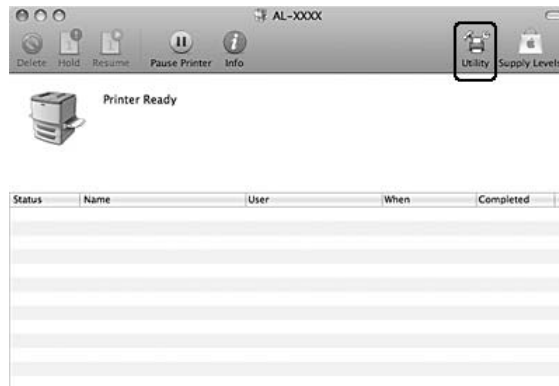 AL-XXXX
Delete Hold Resume Pause Printer Info Utility Supply Levels
Printer Ready
Status Name User When Completed